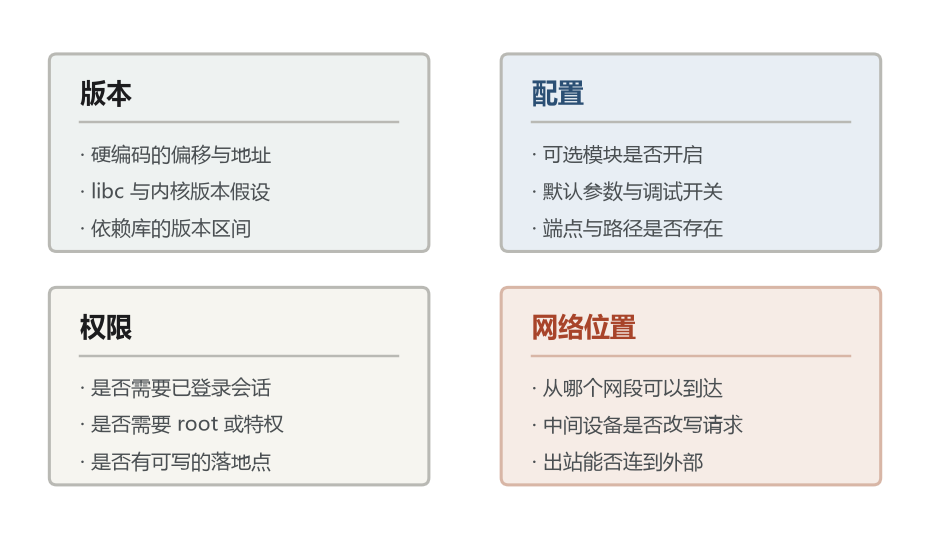 版本
· 硬编码的偏移与地址
· libc 与内核版本假设
· 依赖库的版本区间
配置
· 可选模块是否开启
· 默认参数与调试开关
· 端点与路径是否存在
权限
· 是否需要已登录会话
· 是否需要 root 或特权
· 是否有可写的落地点
网络位置
· 从哪个网段可以到达
· 中间设备是否改写请求
· 出站能否连到外部